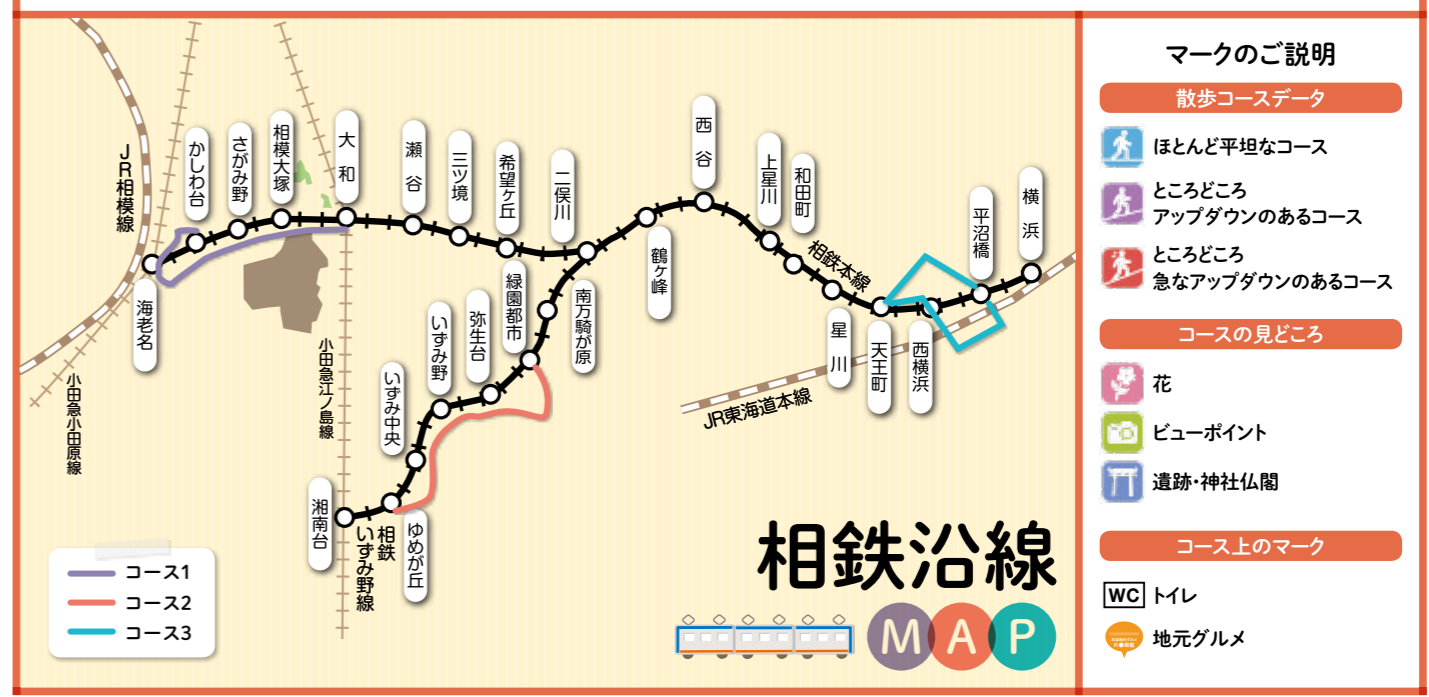 JR相模線
かしわ台
さがみ野
相模大塚
大和
瀬谷
三ツ境
希望ヶ丘
二俣川
西谷
上星川
和田町
平沼橋
横浜
相鉄本線
鶴ヶ峰
海老名
小田急小田原線
小田急江ノ島線
いずみ中央
いずみ野
弥生台
緑園都市
南万騎が原
星川
天王町
西横浜
JR東海道本線
湘南台
相鉄
いずみ野線
ゆめが丘
コース1
コース2
コース3
相鉄沿線
MAP
マークのご説明
散歩コースデータ
ほとんど平坦なコース
ところどころ
アップダウンのあるコース
ところどころ
急なアップダウンのあるコース
コースの見どころ
花
ビューポイント
遺跡・神社仏閣
コース上のマーク
WC トイレ
地元グルメ